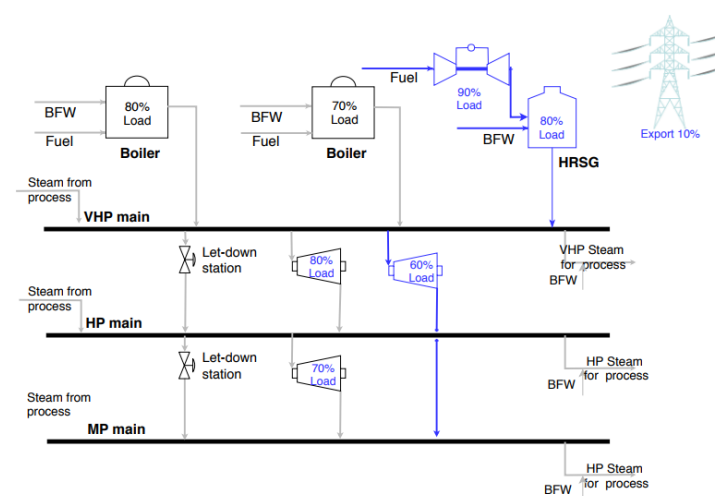 80%
Load
BFW
Fuel
Boiler
70%
Load
BFW
Fuel
Boiler
Fuel
90%
Load
BFW
80%
Load
HRSG
Export 10%
Steam from
process
VHP main
Let-down
station
80%
Load
60%
Load
VHP Steam
for process
BFW
Steam from
process
HP main
Let-down
station
70%
Load
HP Steam
for process
BFW
Steam from
process
MP main
HP Steam
for process
BFW